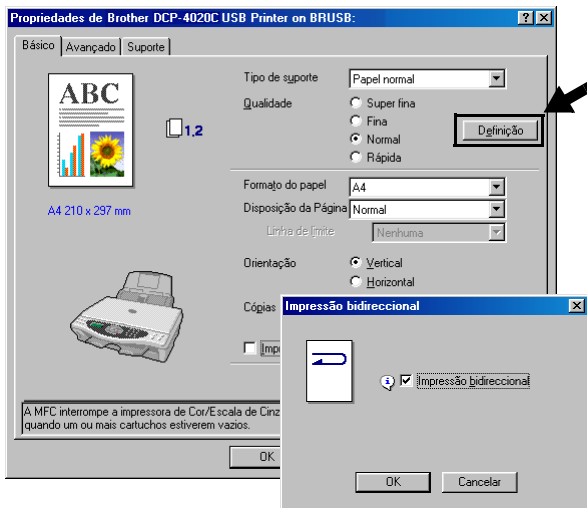 Propriedades de Brother DCP-4020C USB Printer on BRUSB:
Básico Avançado Suporte
ABC
1,2
A4 210 x 297 mm
Tipo de suporte Papel normal
Qualidade Super fina
Fina
Normal
Rápida
Definição
Formato do papel A4
Disposição da Página Normal
Linha de limite Nenhuma
Orientação Vertical
Horizontal
Cópias
A MFC interrompe a impressora de Cor/Escala de Cinz
quando um ou mais cartuchos estiverem vazios.
OK
Impressão bidireccional
Impressão bidireccional
OK Cancelar